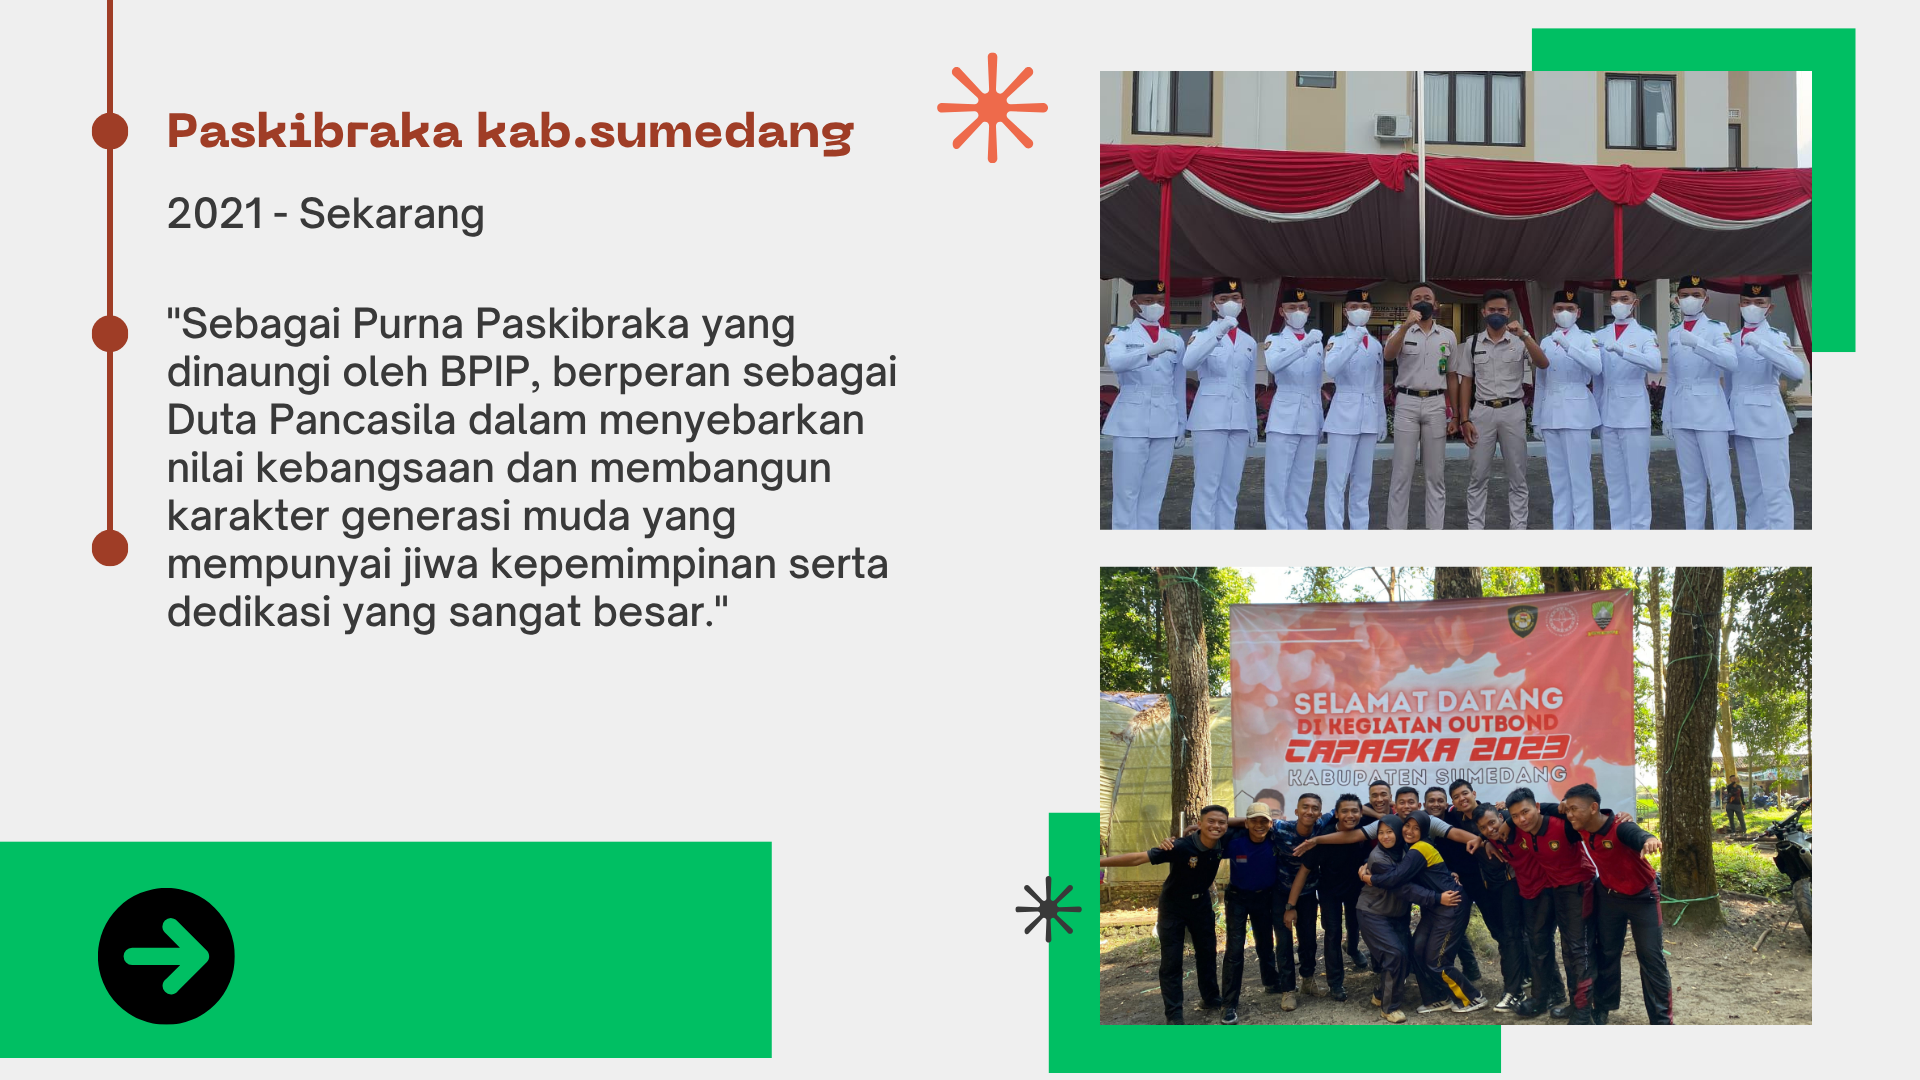 Paskibraka kab.sumedang
2021 - Sekarang
"Sebagai Purna Paskibraka yang
dinaungi oleh BPIP, berperan sebagai
Duta Pancasila dalam menyebarkan
nilai kebangsaan dan membangun
karakter generasi muda yang
mempunyai jiwa kepemimpinan serta
dedikasi yang sangat besar."
SELAMAT DATANG
DI KEGIATAN OUTBOND
CAPASKA 2023
KABUPATEN SUMEDANG